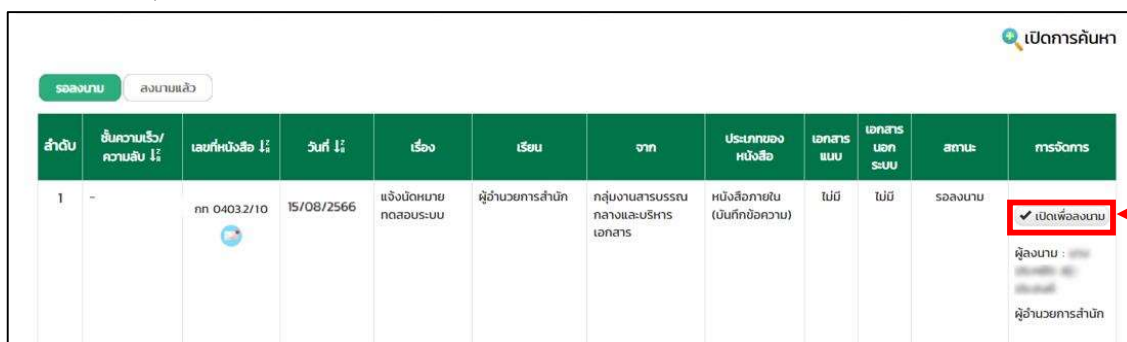 เปิดการค้นหา
รอลงนาม ลงนามแล้ว
ลำดับ ชั้นความเร็ว/ความลับ เลขที่หนังสือ วันที่ เรื่อง เรียน จาก ประเภทของหนังสือ เอกสารแนบ เอกสารนอกระบบ สถานะ การจัดการ
1 - กท 0403.2/10 15/08/2566 แจ้งนัดหมาย ผู้อำนวยการสำนัก กลุ่มงานสารบรรณ หนังสือภายใน ไม่มี ไม่มี รอลงนาม
ทดสอบระบบ กลางและบริหาร (บันทึกข้อความ) ✔ เปิดเพื่อลงนาม
เอกสาร
ผู้ลงนาม :
ผู้อำนวยการสำนัก